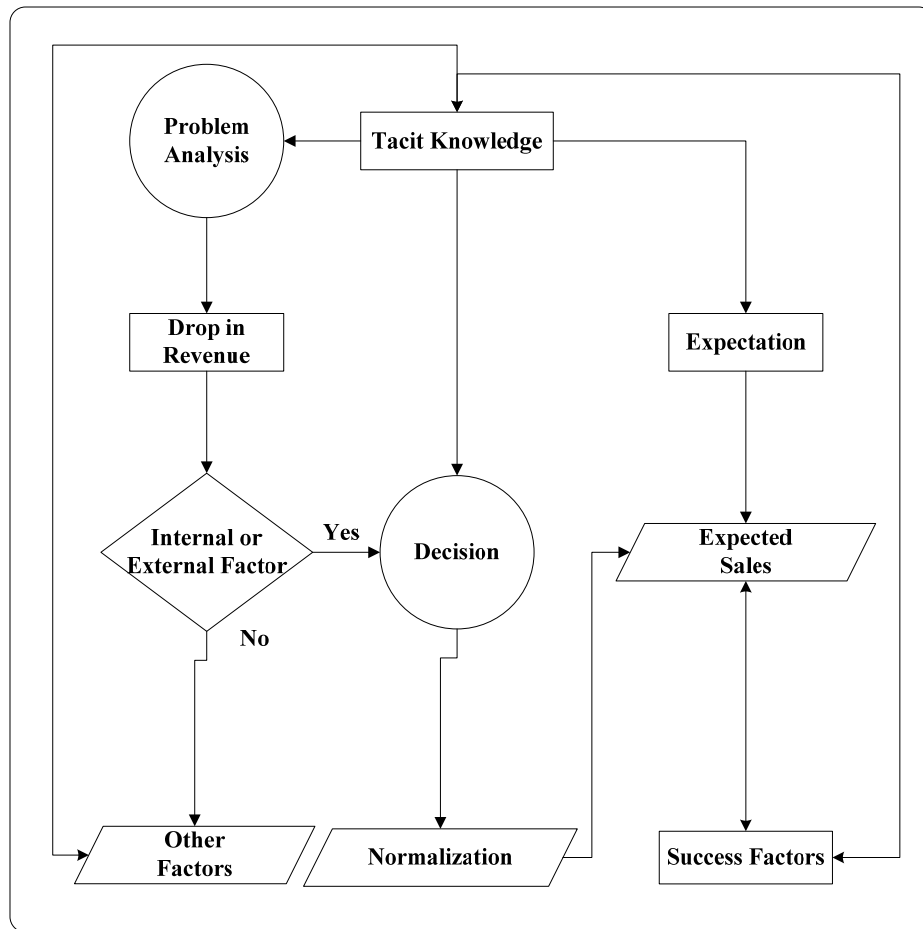 Problem
Analysis
Tacit Knowledge
Drop in
Revenue
Expectation
Internal or
External Factor
Yes
Decision
Expected
Sales
No
Other
Factors
Normalization
Success Factors